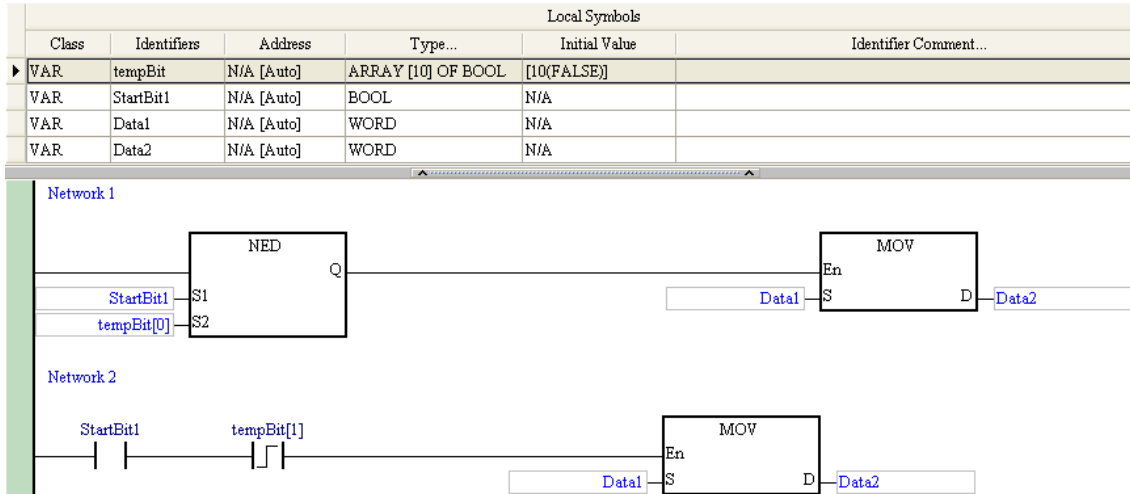 Local Symbols
Class Identifiers Address Type... Initial Value Identifier Comment...
VAR tempBit N/A [Auto] ARRAY [10] OF BOOL [10(FALSE)]
VAR StartBit1 N/A [Auto] BOOL N/A
VAR Data1 N/A [Auto] WORD N/A
VAR Data2 N/A [Auto] WORD N/A
Network 1
NED MOV
Q En
StartBit1 S1 Data1 S D Data2
tempBit[0] S2
Network 2
StartBit1 tempBit[1] MOV
En
Data1 S D Data2